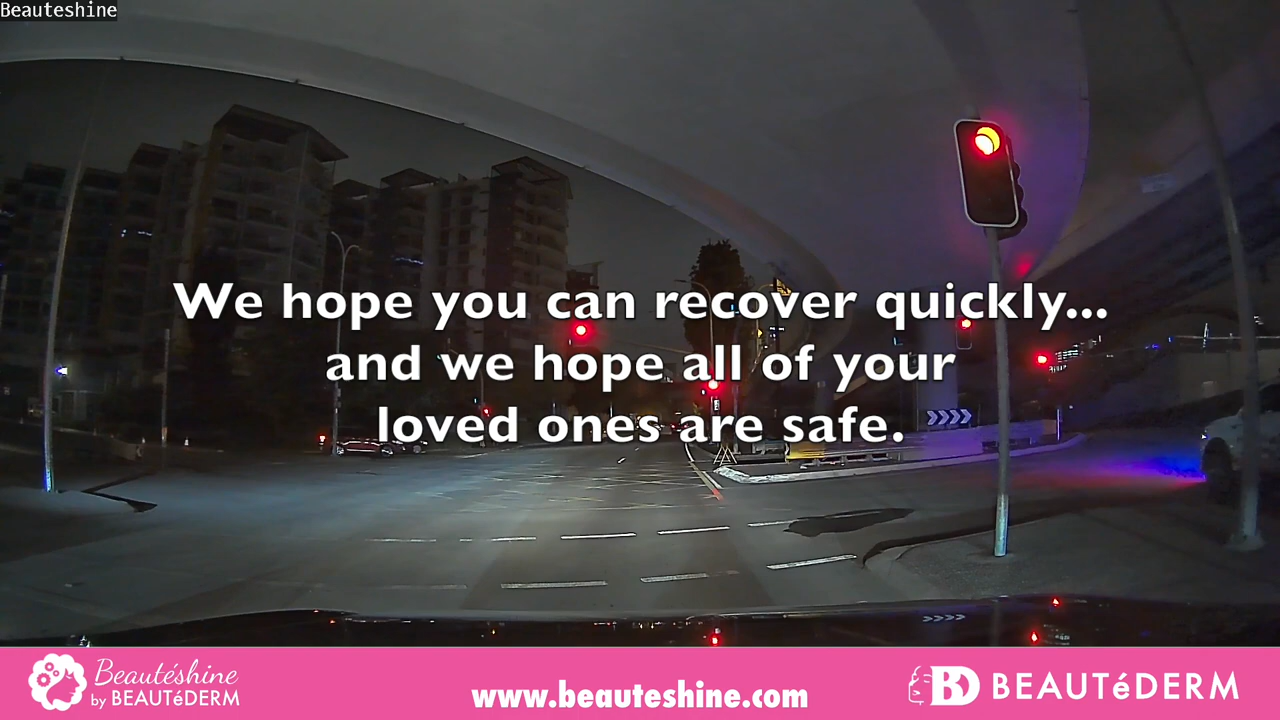 Beauteshine
We hope you can recover quickly...
and we hope all of your
loved ones are safe.
Beautéshine
by BEAUTéDERM
www.beauteshine.com
BD BEAUTéDERM